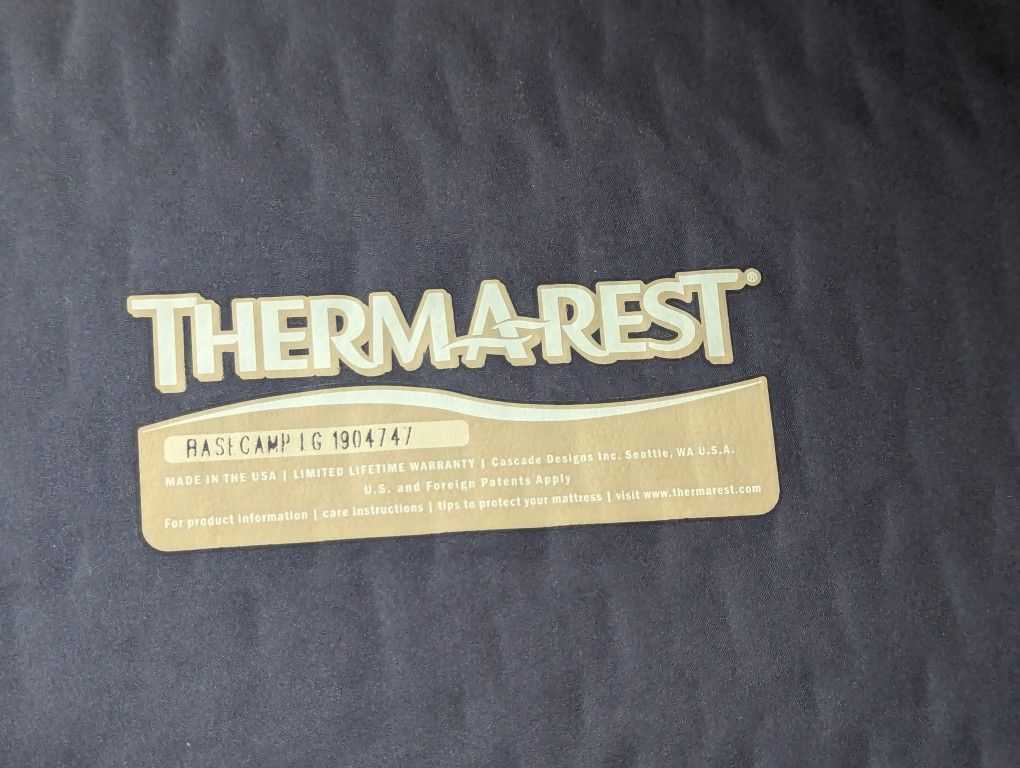 THERM-A-REST®
BASECAMP LG 1904747
MADE IN THE USA | LIMITED LIFETIME WARRANTY | Cascade Designs Inc. Seattle, WA U.S.A.
U.S. and Foreign Patents Apply
For product information | care instructions | tips to protect your mattress | visit www.thermarest.com